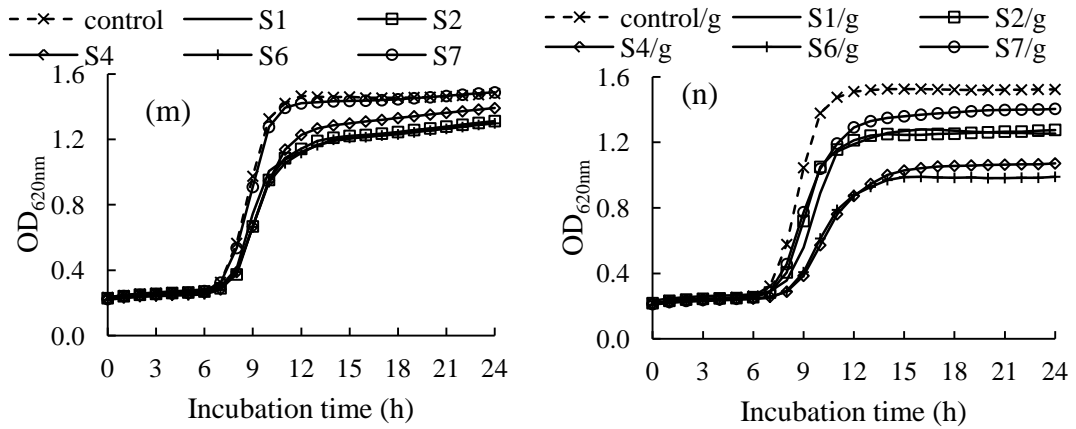 control S1 S2
S4 S6 S7
1.6
1.2
0.8
0.4
0.0
OD620nm
(m)
0 3 6 9 12 15 18 21 24
Incubation time (h)
control/g S1/g S2/g
S4/g S6/g S7/g
1.6
1.2
0.8
0.4
0.0
OD620nm
(n)
0 3 6 9 12 15 18 21 24
Incubation time (h)